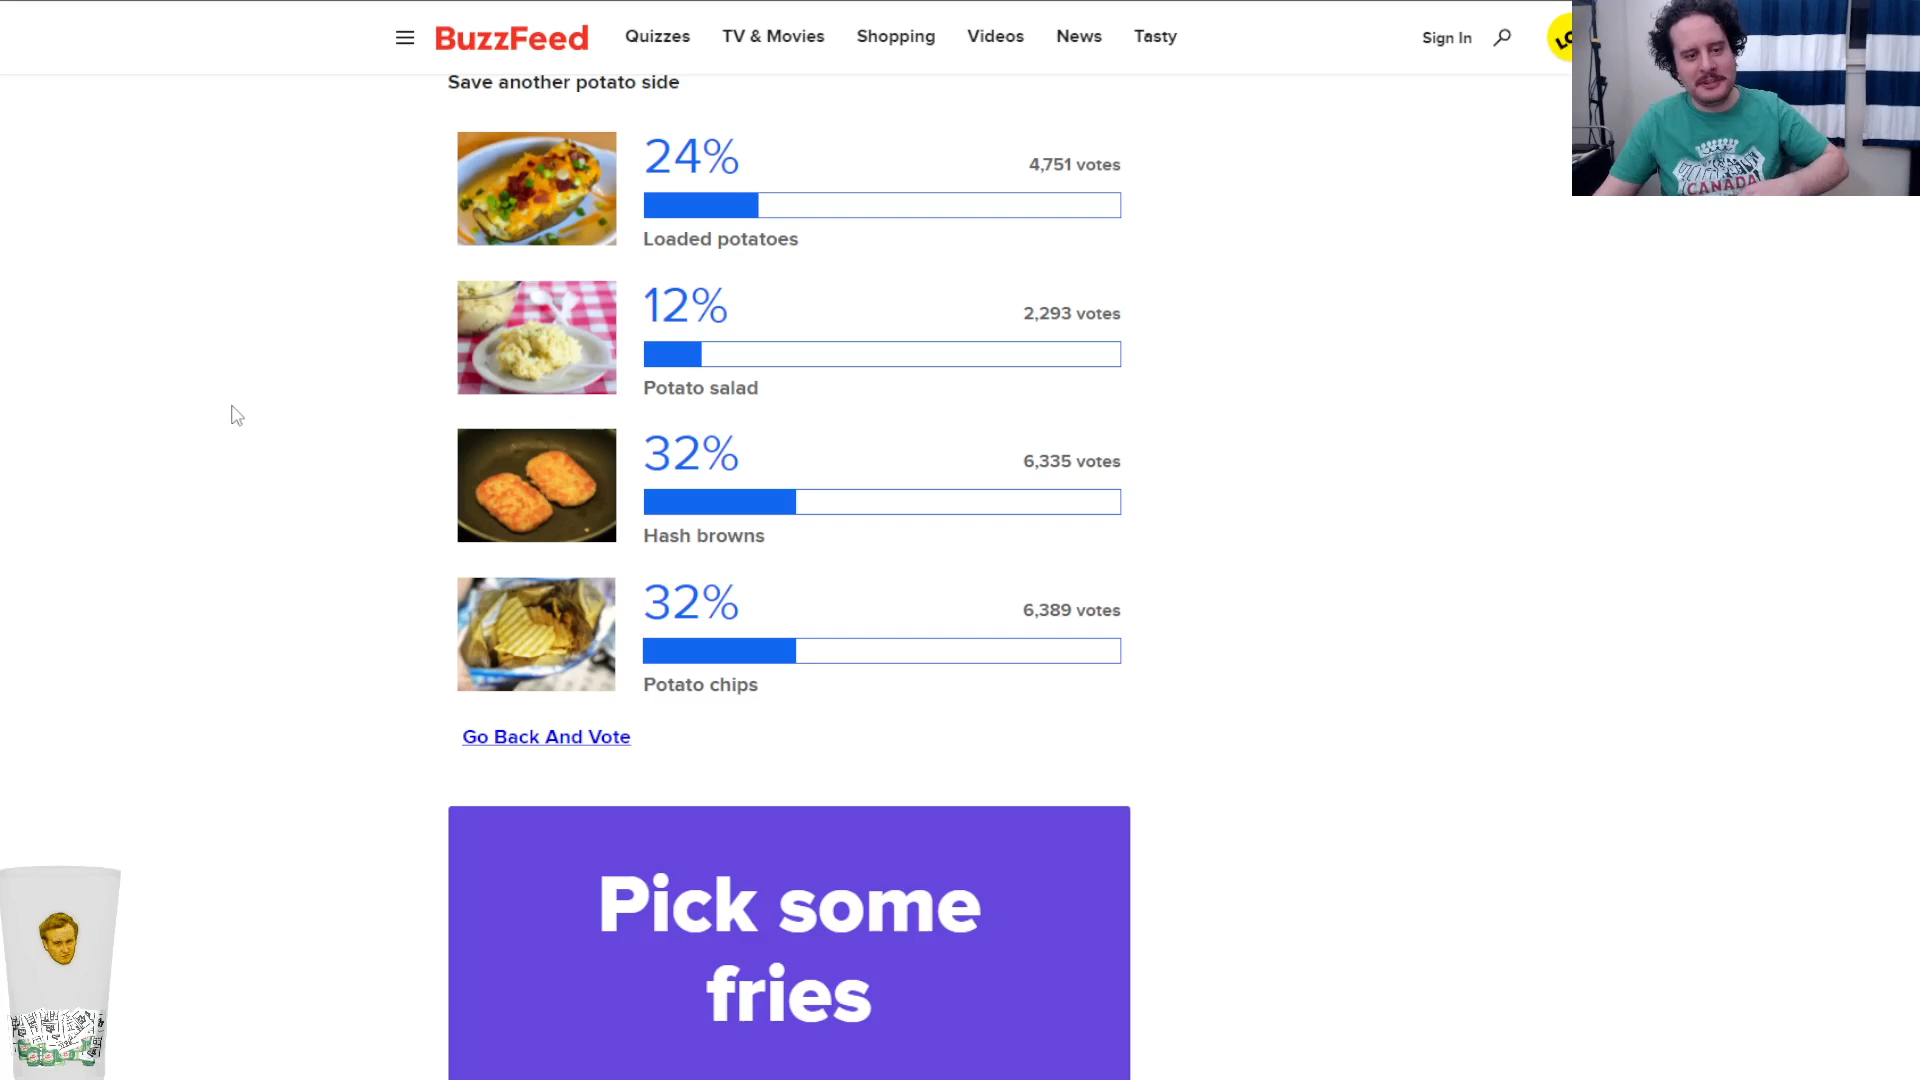 BuzzFeed
Quizzes
TV & Movies
Shopping
Videos
News
Tasty
Sign In
Save another potato side
24%
4,751 votes
Loaded potatoes
12%
2,293 votes
Potato salad
32%
6,335 votes
Hash browns
32%
6,389 votes
Potato chips
Go Back And Vote
Pick some
fries
CANADA